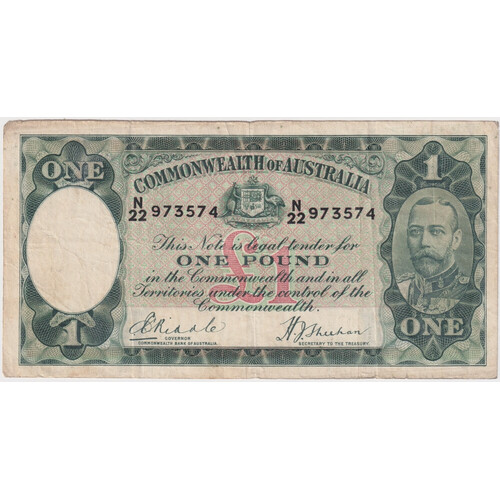 ONE
COMMONWEALTH OF AUSTRALIA
1
N
22 973574
N
22 973574
This Note is legal tender for
ONE POUND
in the Commonwealth and in all
Territories under the control of the
Commonwealth.
£1
ERiddle
GOVERNOR
COMMONWEALTH BANK OF AUSTRALIA.
HJSheehan
SECRETARY TO THE TREASURY.
1
ONE